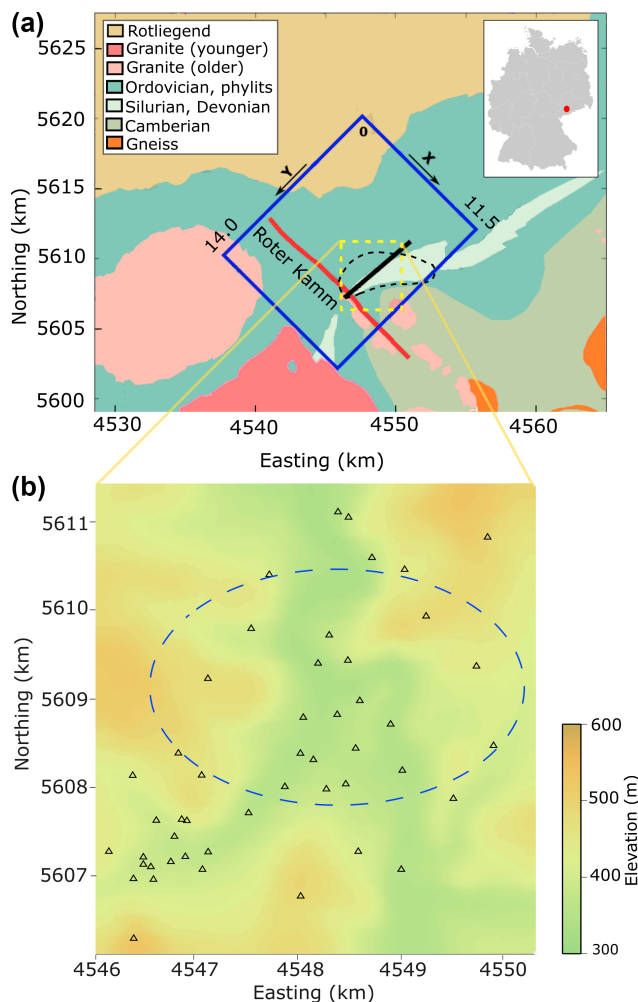 (a)
5625
5620
5615
5610
5605
5600
Northing (km)
Rotliegend
Granite (younger)
Granite (older)
Ordovician, phylits
Silurian, Devonian
Camberian
Gneiss
0
Y
X
14.0
11.5
Roter Kamm
4530
4540
4550
4560
Easting (km)
(b)
5611
5610
5609
5608
5607
Northing (km)
4546
4547
4548
4549
4550
Easting (km)
600
500
400
300
Elevation (m)